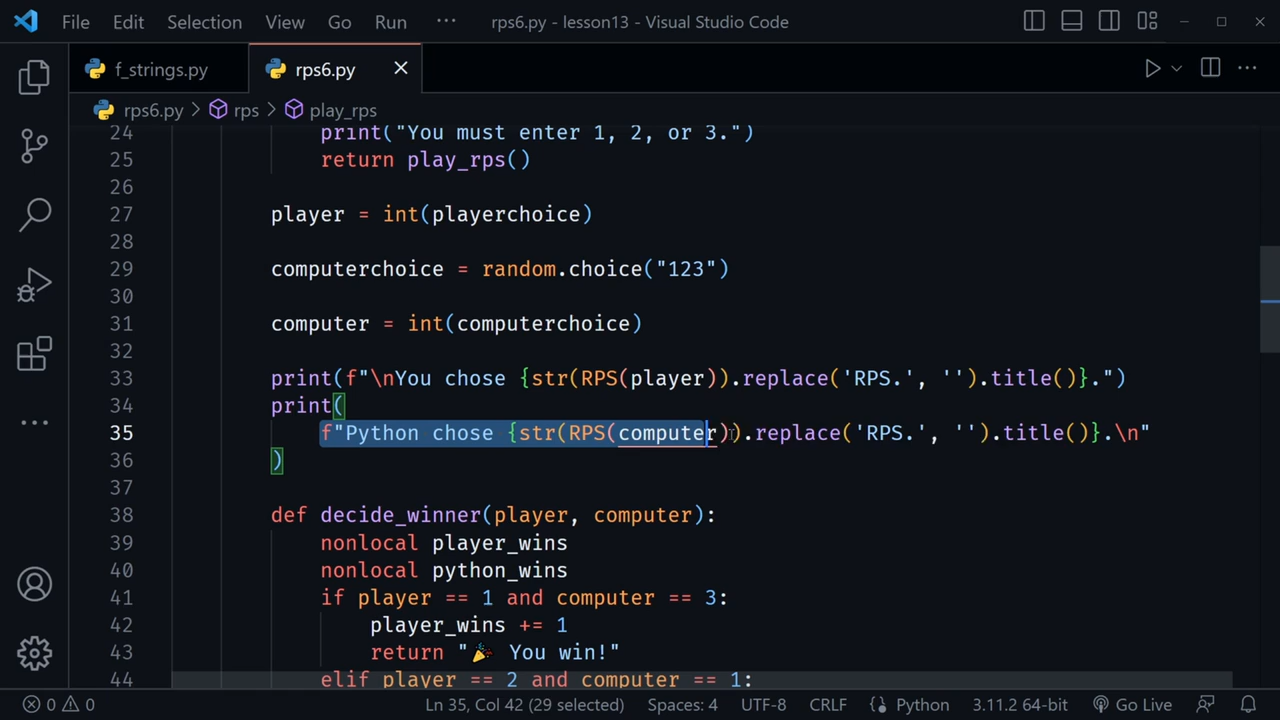 File Edit Selection View Go Run ··· rps6.py - lesson13 - Visual Studio Code
f_strings.py rps6.py
rps6.py > rps > play_rps
24 print("You must enter 1, 2, or 3.")
25 return play_rps()
26
27 player = int(playerchoice)
28
29 computerchoice = random.choice("123")
30
31 computer = int(computerchoice)
32
33 print(f"\nYou chose {str(RPS(player)).replace('RPS.', '').title()}.")
34 print(
35 f"Python chose {str(RPS(computer)).replace('RPS.', '').title()}.\n"
36 )
37
38 def decide_winner(player, computer):
39 nonlocal player_wins
40 nonlocal python_wins
41 if player == 1 and computer == 3:
42 player_wins += 1
43 return "🎉 You win!"
44 elif player == 2 and computer == 1:
0 0 Ln 35, Col 42 (29 selected) Spaces: 4 UTF-8 CRLF Python 3.11.2 64-bit Go Live